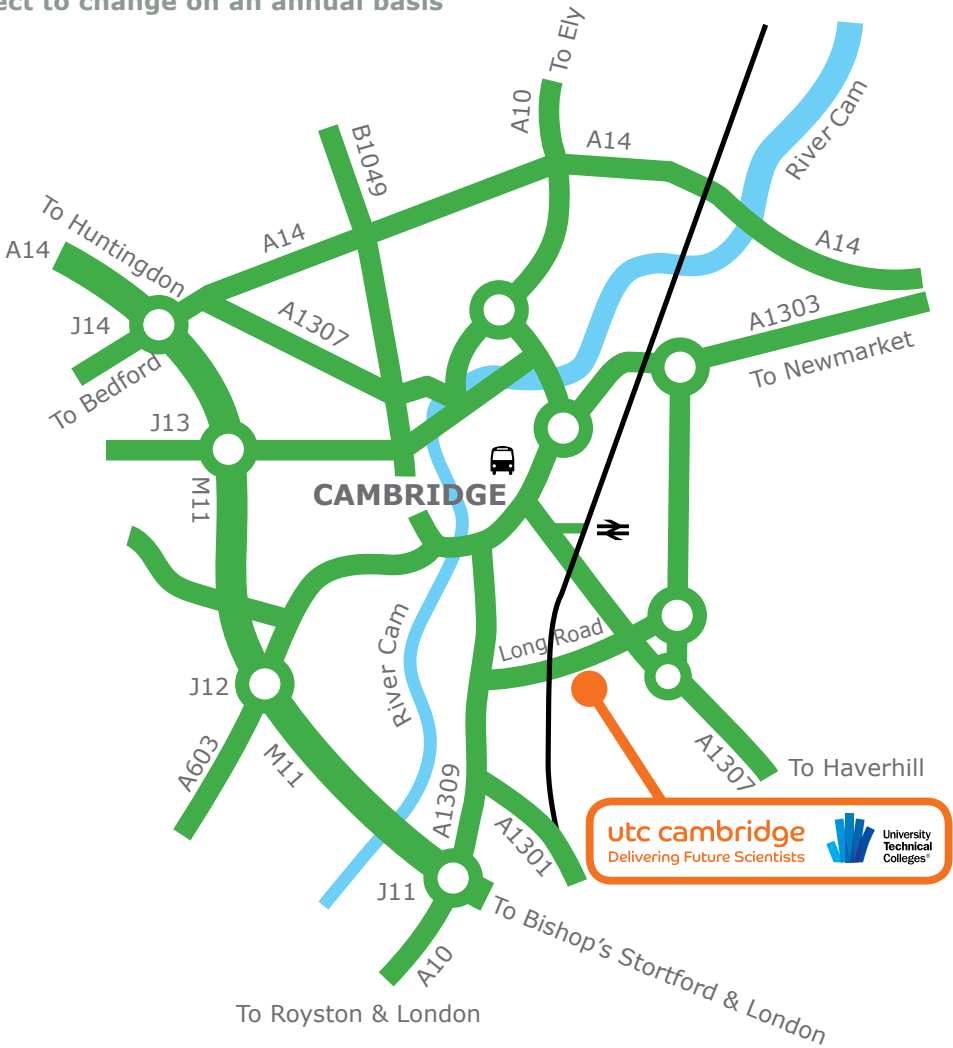 ect to change on an annual basis
To Ely
A10
River Cam
B1049
A14
To Huntingdon
A14
A14
A14
J14
A1307
A1303
To Newmarket
To Bedford
J13
M11
CAMBRIDGE
River Cam
Long Road
J12
A603
M11
A1309
A1307
To Haverhill
A1301
utc cambridge
Delivering Future Scientists
University
Technical
Colleges®
J11
To Bishop's Stortford & London
A10
To Royston & London